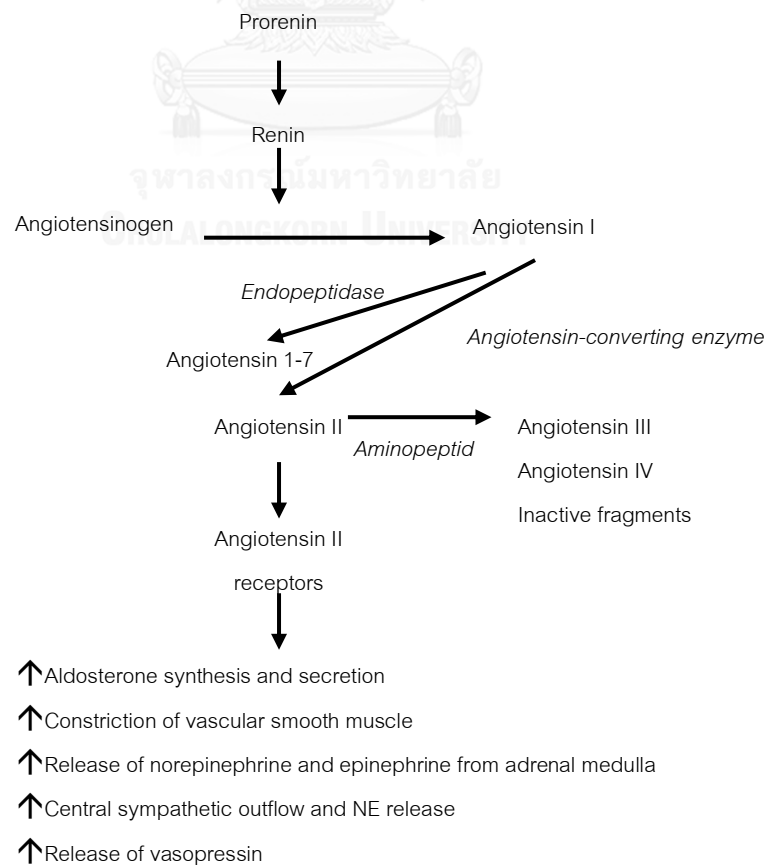 Prorenin
Renin
จุฬาลงกรณ์มหาวิทยาลัย
CHULALONGKORN UNIVERSITY
Angiotensinogen
Angiotensin I
Endopeptidase
Angiotensin-converting enzyme
Angiotensin 1-7
Angiotensin II
Aminopeptid
Angiotensin III
Angiotensin IV
Inactive fragments
Angiotensin II
receptors
↑Aldosterone synthesis and secretion
↑Constriction of vascular smooth muscle
↑Release of norepinephrine and epinephrine from adrenal medulla
↑Central sympathetic outflow and NE release
↑Release of vasopressin